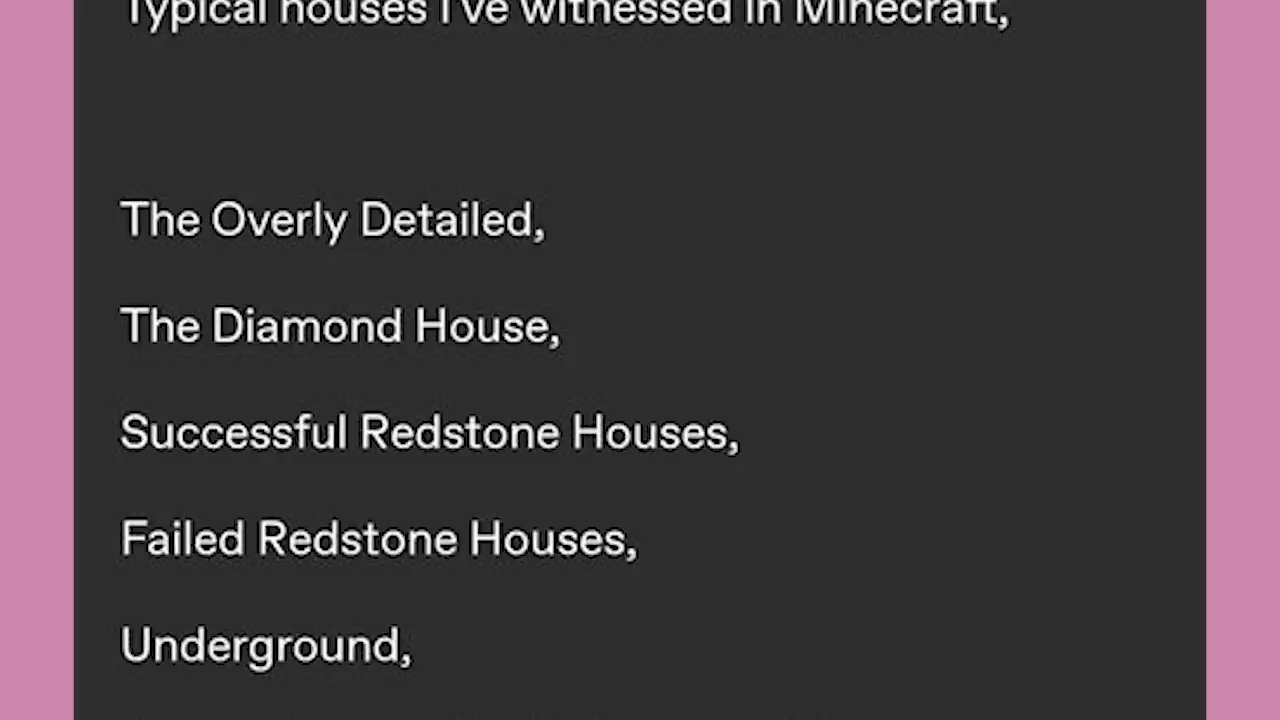 Typical houses I've witnessed in Minecraft,
The Overly Detailed,
The Diamond House,
Successful Redstone Houses,
Failed Redstone Houses,
Underground,